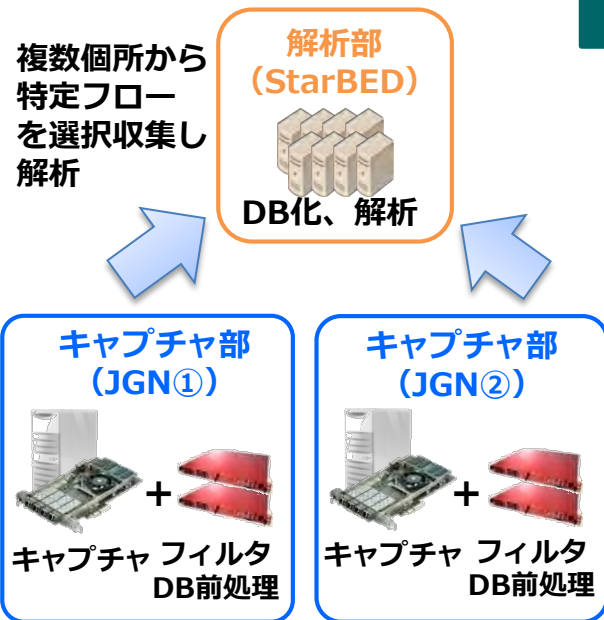 複数個所から
特定フロー
を選択収集し
解析
解析部
（StarBED）
DB化、解析
キャプチャ部
（JGN①）
+
キャプチャ フィルタ
DB前処理
キャプチャ部
（JGN②）
+
キャプチャ フィルタ
DB前処理